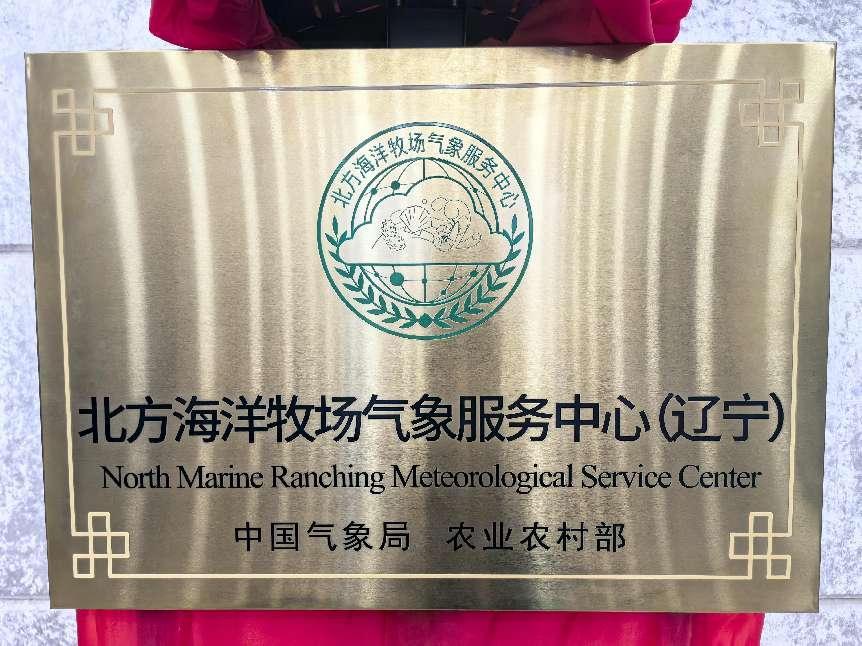 北方海洋牧场气象服务中心
北方海洋牧场气象服务中心(辽宁)
North Marine Ranching Meteorological Service Center
中国气象局 农业农村部